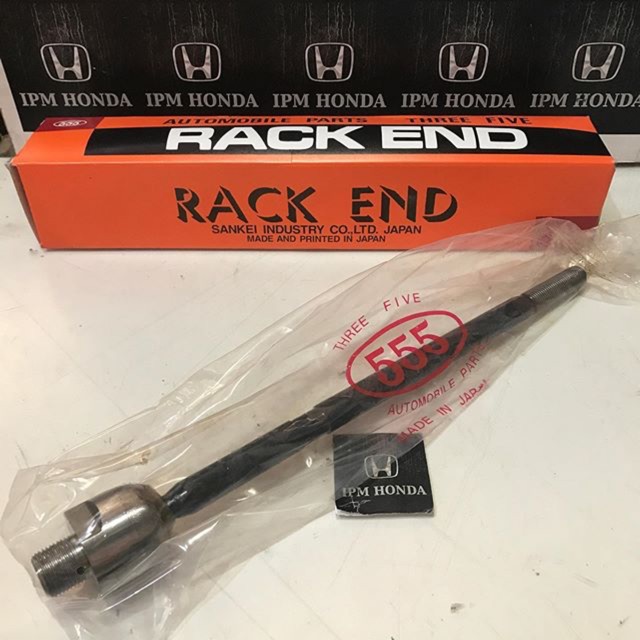 IPM HONDA
IPM HONDA
IPM HONDA
IPM HONDA
IPM HONDA
555
AUTOMOBILE PARTS THREE FIVE
RACK END
RACK END
SANKEI INDUSTRY CO., LTD. JAPAN
MADE AND PRINTED IN JAPAN
THREE FIVE
555
AUTOMOBILE PARTS
MADE IN JAPAN
IPM HONDA